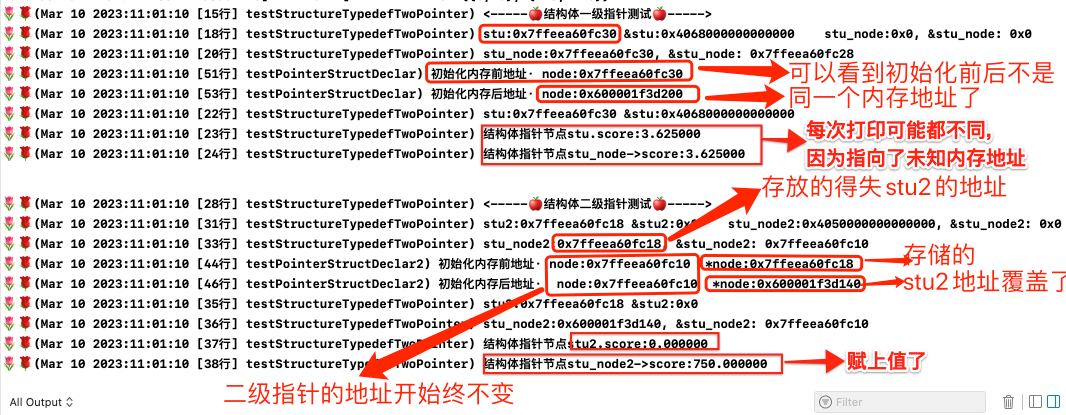 🌷🌹(Mar 10 2023:11:01:10 [15行] testStructureTypedefTwoPointer) <-----🍎结构体一级指针测试🍎----->
🌷🌹(Mar 10 2023:11:01:10 [18行] testStructureTypedefTwoPointer) stu:0x7ffeea60fc30 &stu:0x4068000000000000 stu_node:0x0, &stu_node: 0x0
🌷🌹(Mar 10 2023:11:01:10 [20行] testStructureTypedefTwoPointer) stu_node:0x7ffeea60fc30, &stu_node: 0x7ffeea60fc28
🌷🌹(Mar 10 2023:11:01:10 [51行] testPointerStructDeclar) 初始化内存前地址· node:0x7ffeea60fc30
可以看到初始化前后不是
🌷🌹(Mar 10 2023:11:01:10 [53行] testPointerStructDeclar) 初始化内存后地址· node:0x600001f3d200
同一个内存地址了
🌷🌹(Mar 10 2023:11:01:10 [22行] testStructureTypedefTwoPointer) stu:0x7ffeea60fc30 &stu:0x4068000000000000
🌷🌹(Mar 10 2023:11:01:10 [23行] testStructureTypedefTwoPointer) 结构体指针节点stu.score:3.625000
每次打印可能都不同,
🌷🌹(Mar 10 2023:11:01:10 [24行] testStructureTypedefTwoPointer) 结构体指针节点stu_node->score:3.625000
因为指向了未知内存地址
存放的得失stu2的地址
🌷🌹(Mar 10 2023:11:01:10 [28行] testStructureTypedefTwoPointer) <-----🍎结构体二级指针测试🍎----->
🌷🌹(Mar 10 2023:11:01:10 [31行] testStructureTypedefTwoPointer) stu2:0x7ffeea60fc18 &stu2:0x0 stu_node2:0x4050000000000000, &stu_node2: 0x0
🌷🌹(Mar 10 2023:11:01:10 [33行] testStructureTypedefTwoPointer) stu_node2:0x7ffeea60fc18 &stu_node2: 0x7ffeea60fc10
🌷🌹(Mar 10 2023:11:01:10 [44行] testPointerStructDeclar2) 初始化内存前地址· node:0x7ffeea60fc10 *node:0x7ffeea60fc18
存储的
🌷🌹(Mar 10 2023:11:01:10 [46行] testPointerStructDeclar2) 初始化内存后地址· node:0x7ffeea60fc10 *node:0x600001f3d140
stu2地址覆盖了
🌷🌹(Mar 10 2023:11:01:10 [35行] testStructureTypedefTwoPointer) stu2:0x7ffeea60fc18 &stu2:0x0
🌷🌹(Mar 10 2023:11:01:10 [36行] testStructureTypedefTwoPointer) stu_node2:0x600001f3d140, &stu_node2: 0x7ffeea60fc10
🌷🌹(Mar 10 2023:11:01:10 [37行] testStructureTypedefTwoPointer) 结构体指针节点stu2.score:0.000000
🌷🌹(Mar 10 2023:11:01:10 [38行] testStructureTypedefTwoPointer) 结构体指针节点stu_node2->score:750.000000
赋上值了
二级指针的地址开始终不变
All Output
Filter